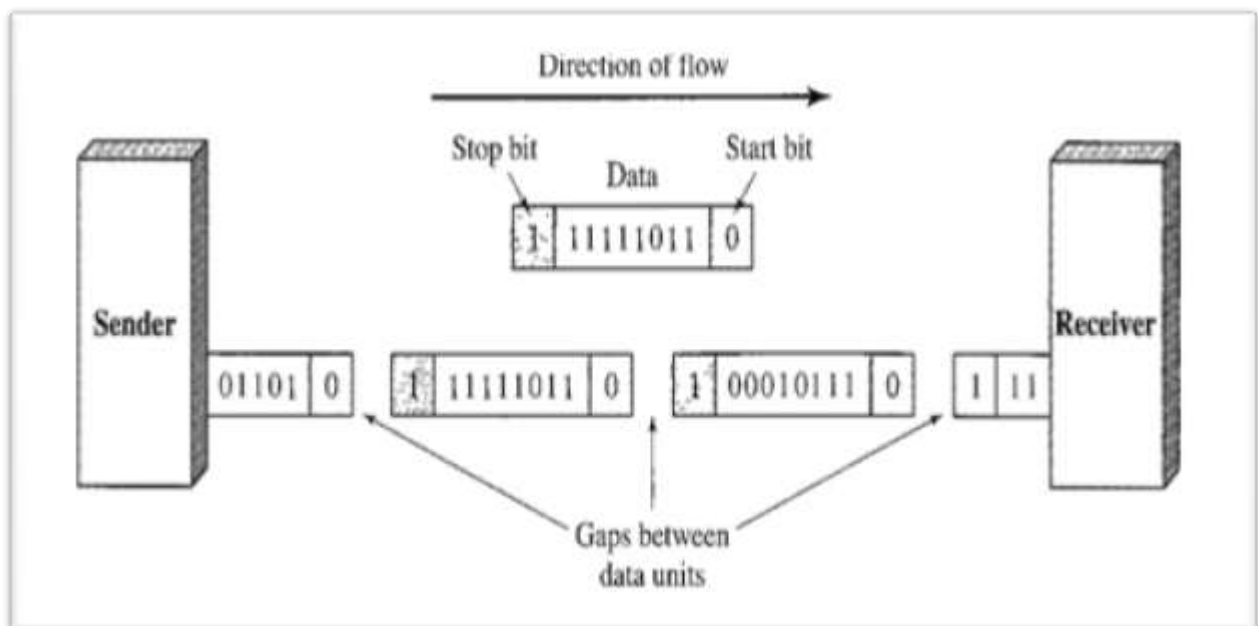 Direction of flow
Stop bit
Start bit
Data
1 11111011 0
Sender
Receiver
01101 0
1 11111011 0
1 00010111 0
1 11
Gaps between
data units